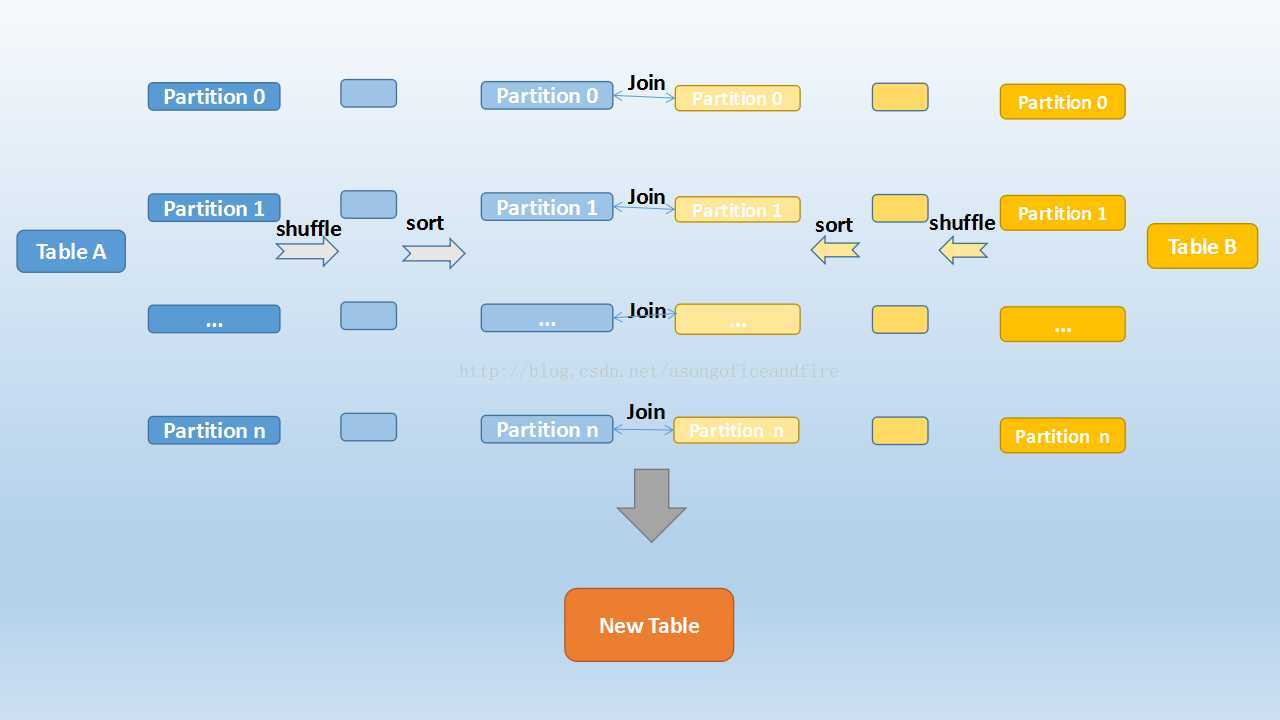 Join
Partition 0
Partition 0
Partition 0
Partition 0
Join
Partition 1
Partition 1
Partition 1
Partition 1
shuffle
sort
sort
shuffle
Table A
Table B
Join
...
...
...
...
http://blog.csdn.net/asongoficeandfire
Join
Partition n
Partition n
Partition n
Partition n
New Table